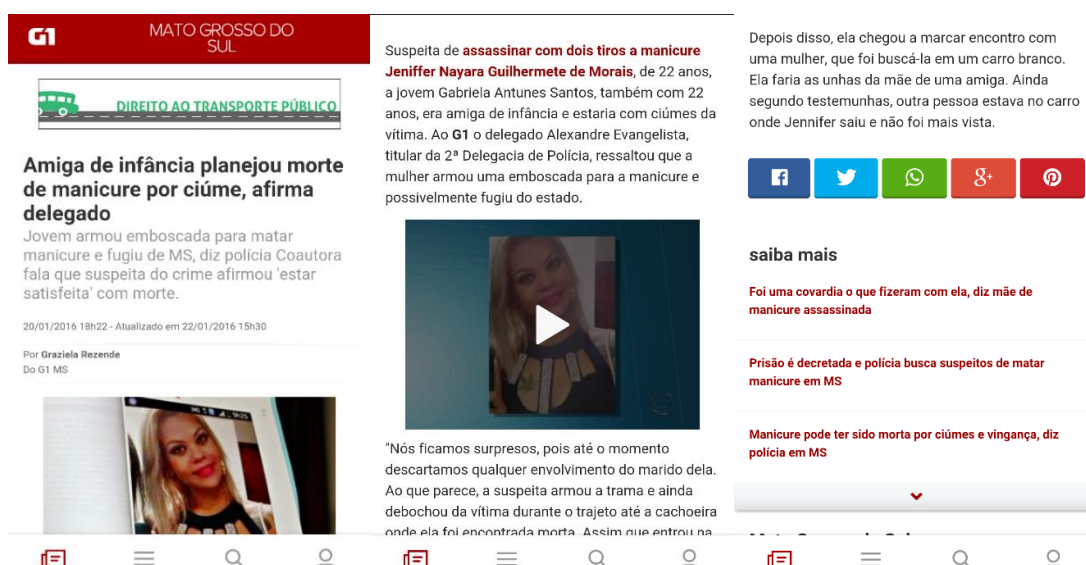 G1
MATO GROSSO DO
SUL
DIREITO AO TRANSPORTE PÚBLICO
Amiga de infância planejou morte
de manicure por ciúme, afirma
delegado
Jovem armou emboscada para matar
manicure e fugiu de MS, diz polícia Coautora
fala que suspeita do crime afirmou 'estar
satisfeita' com morte.
20/01/2016 18h22 - Atualizado em 22/01/2016 15h30
Por Graziela Rezende
Do G1 MS
Suspeita de assassinar com dois tiros a manicure
Jeniffer Nayara Guilhermete de Morais, de 22 anos,
a jovem Gabriela Antunes Santos, também com 22
anos, era amiga de infância e estaria com ciúmes da
vítima. Ao G1 o delegado Alexandre Evangelista,
titular da 2ª Delegacia de Polícia, ressaltou que a
mulher armou uma emboscada para a manicure e
possivelmente fugiu do estado.
"Nós ficamos surpresos, pois até o momento
descartamos qualquer envolvimento do marido dela.
Ao que parece, a suspeita armou a trama e ainda
debochou da vítima durante o trajeto até a cachoeira
onde ela foi encontrada morta. Assim que entrou na
Depois disso, ela chegou a marcar encontro com
uma mulher, que foi buscá-la em um carro branco.
Ela faria as unhas da mãe de uma amiga. Ainda
segundo testemunhas, outra pessoa estava no carro
onde Jennifer saiu e não foi mais vista.
saiba mais
Foi uma covardia o que fizeram com ela, diz mãe de
manicure assassinada
Prisão é decretada e polícia busca suspeitos de matar
manicure em MS
Manicure pode ter sido morta por ciúmes e vingança, diz
polícia em MS